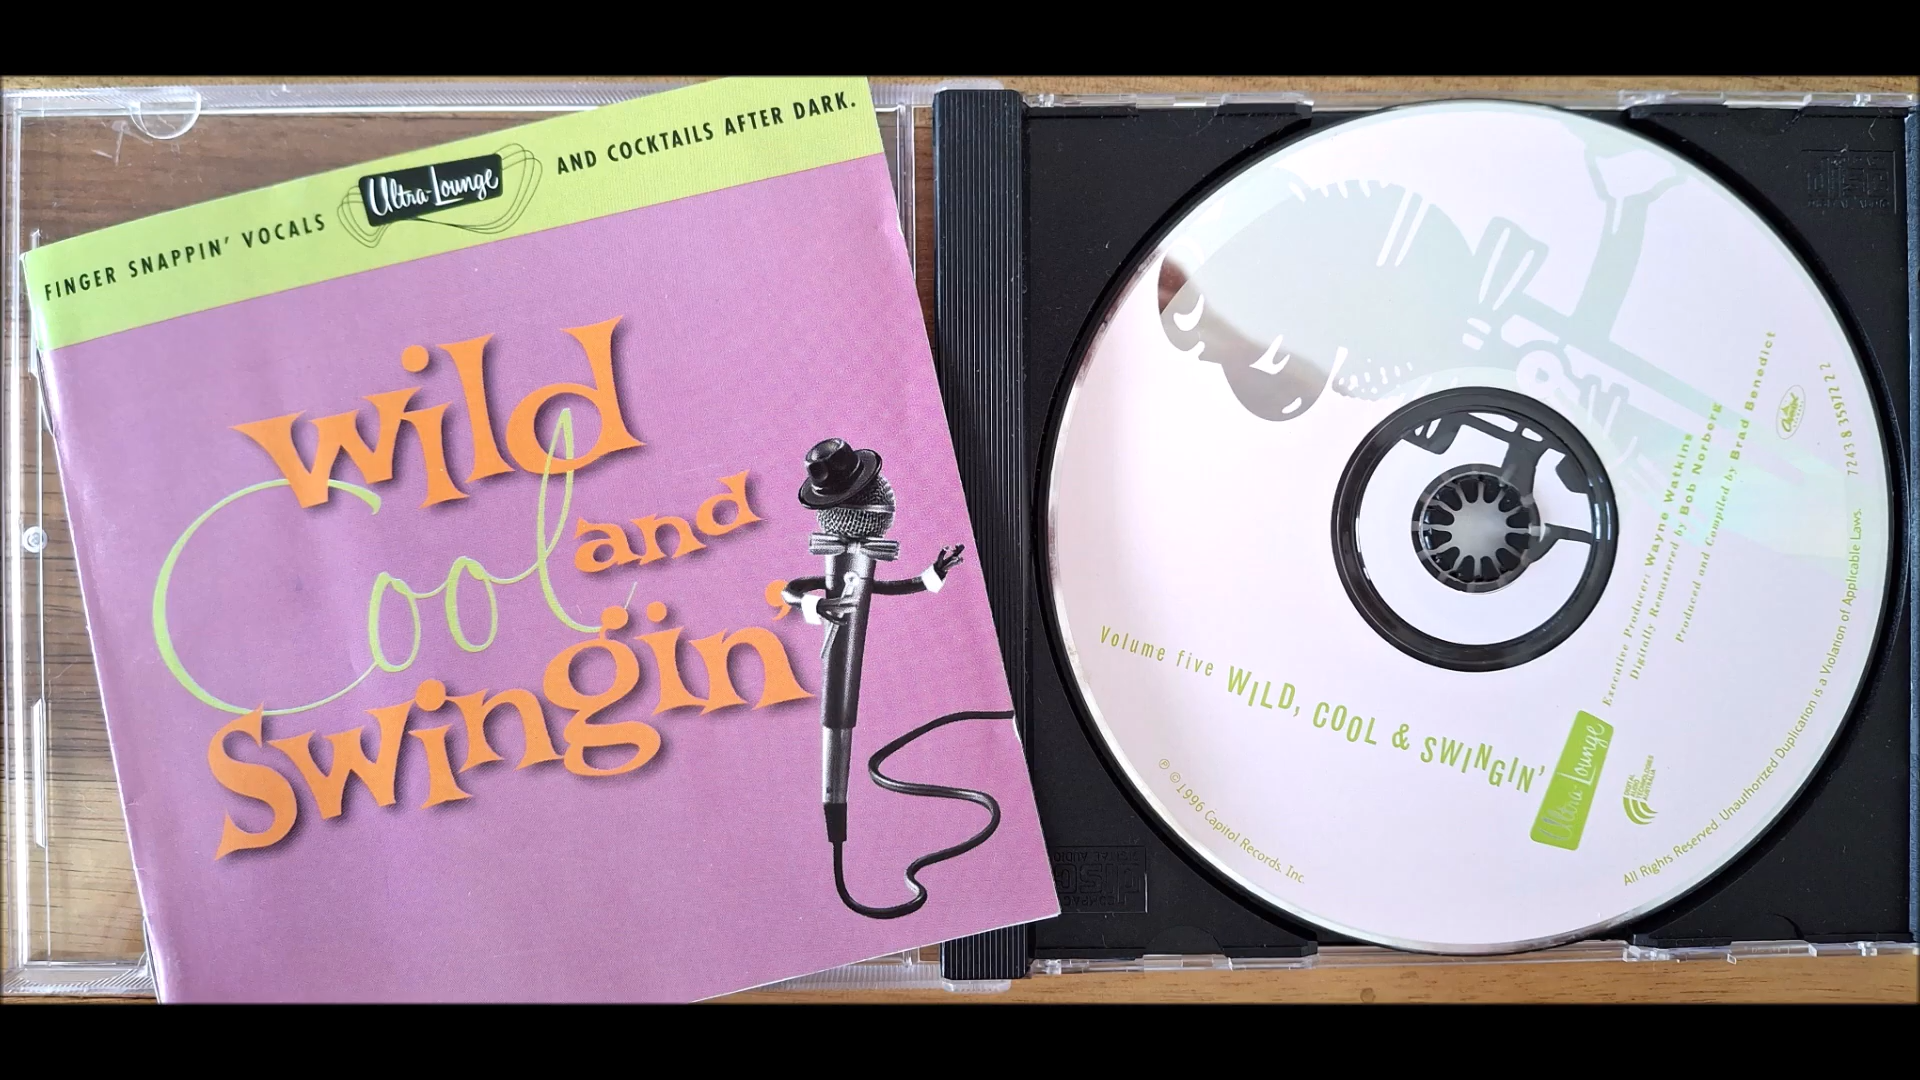 FINGER SNAPPIN' VOCALS
Ultra-Lounge
AND COCKTAILS AFTER DARK.
wild
Cool
and
Swingin'
Volume five WILD, COOL & SWINGIN'
Ultra-Lounge
Executive Producer: Wayne Watkins
Digitally Remastered by Bob Norberg
Produced and Compiled by Brad Benedict
Capitol
7243 8 35972 2 2
℗ ©1996 Capitol Records, Inc.
All Rights Reserved. Unauthorized Duplication is a Violation of Applicable Laws.